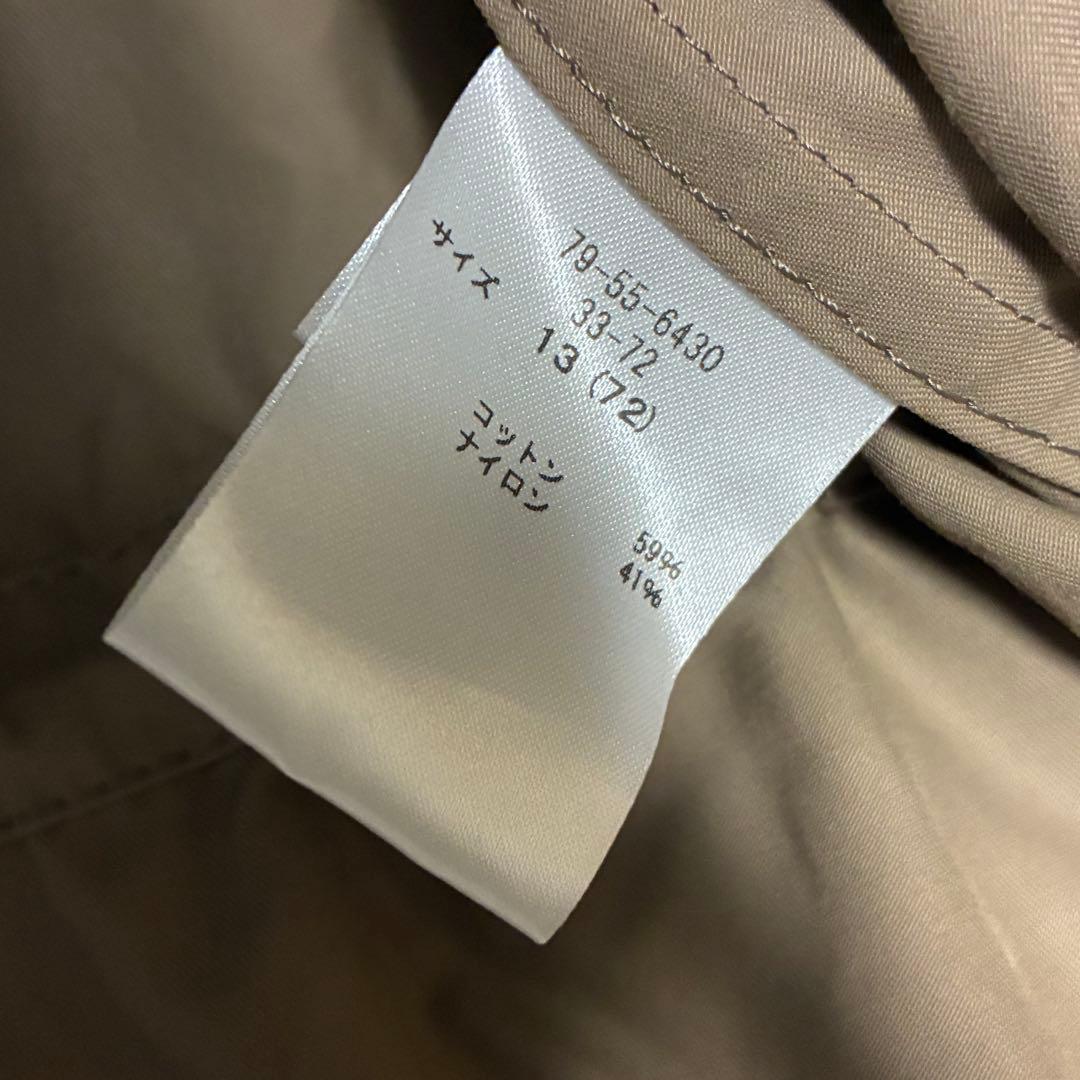 79-55-6430
33-72
サイズ 13 (72)
コットン 59%
ナイロン 41%